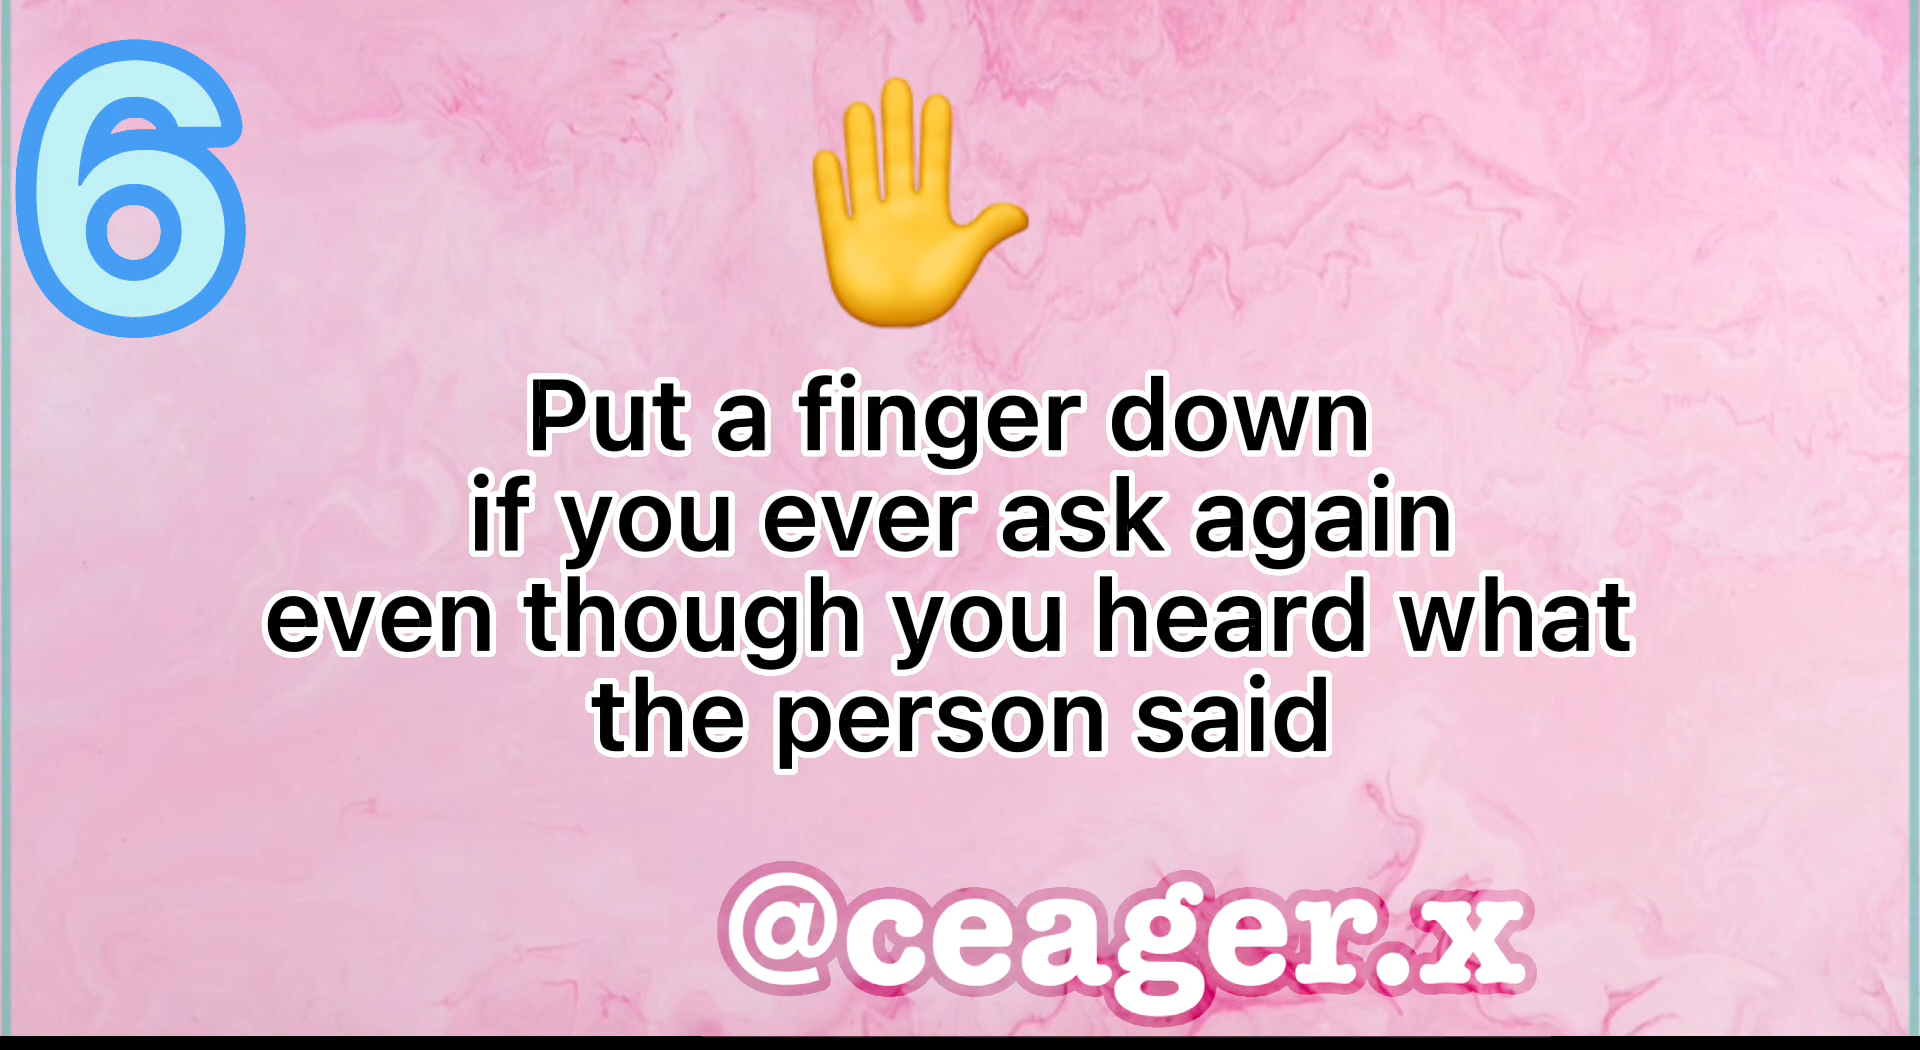 6
Put a finger down
if you ever ask again
even though you heard what
the person said
@ceager.x